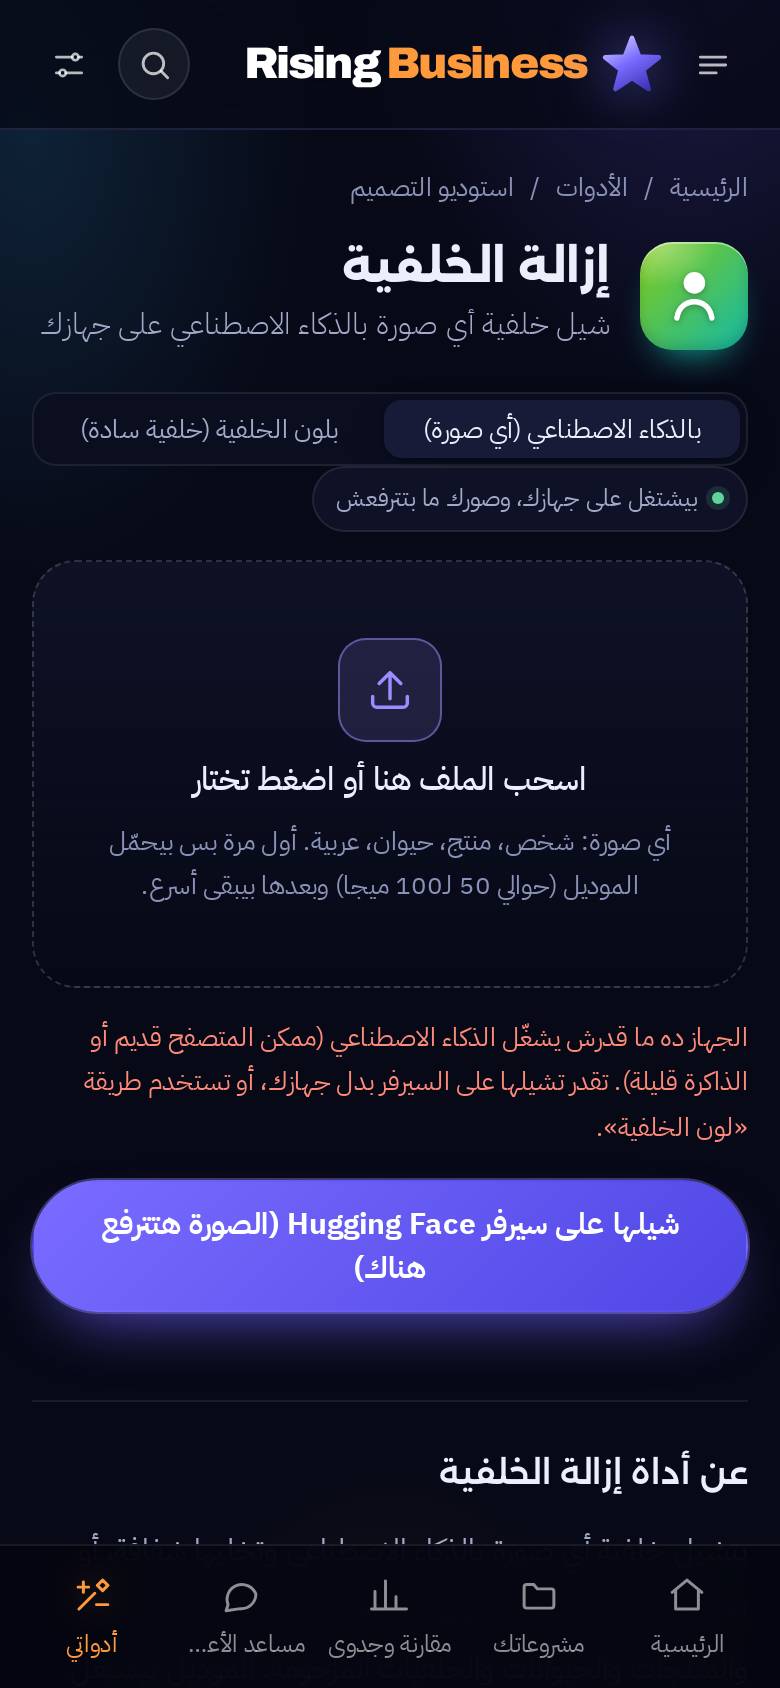 Rising Business
الرئيسية / الأدوات / استوديو التصميم
إزالة الخلفية
شيل خلفية أي صورة بالذكاء الاصطناعي على جهازك
بالذكاء الاصطناعي (أي صورة)
بلون الخلفية (خلفية سادة)
بيشتغل على جهازك، وصورك ما بتترفعش
اسحب الملف هنا أو اضغط تختار
أي صورة: شخص، منتج، حيوان، عربية. أول مرة بس بيحمّل
الموديل (حوالي 50 لـ100 ميجا) وبعدها بيبقى أسرع.
الجهاز ده ما قدرش يشغّل الذكاء الاصطناعي (ممكن المتصفح قديم أو
الذاكرة قليلة). تقدر تشيلها على السيرفر بدل جهازك، أو تستخدم طريقة
«لون الخلفية».
شيلها على سيرفر Hugging Face (الصورة هتترفع
هناك)
عن أداة إزالة الخلفية
الرئيسية
مشروعاتك
مقارنة وجدوى
مساعد الأع...
أدواتي